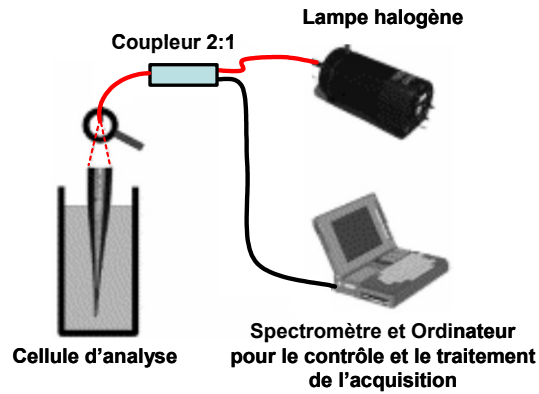 Lampe halogène
Coupleur 2:1
Cellule d'analyse
Spectromètre et Ordinateur
pour le contrôle et le traitement
de l'acquisition